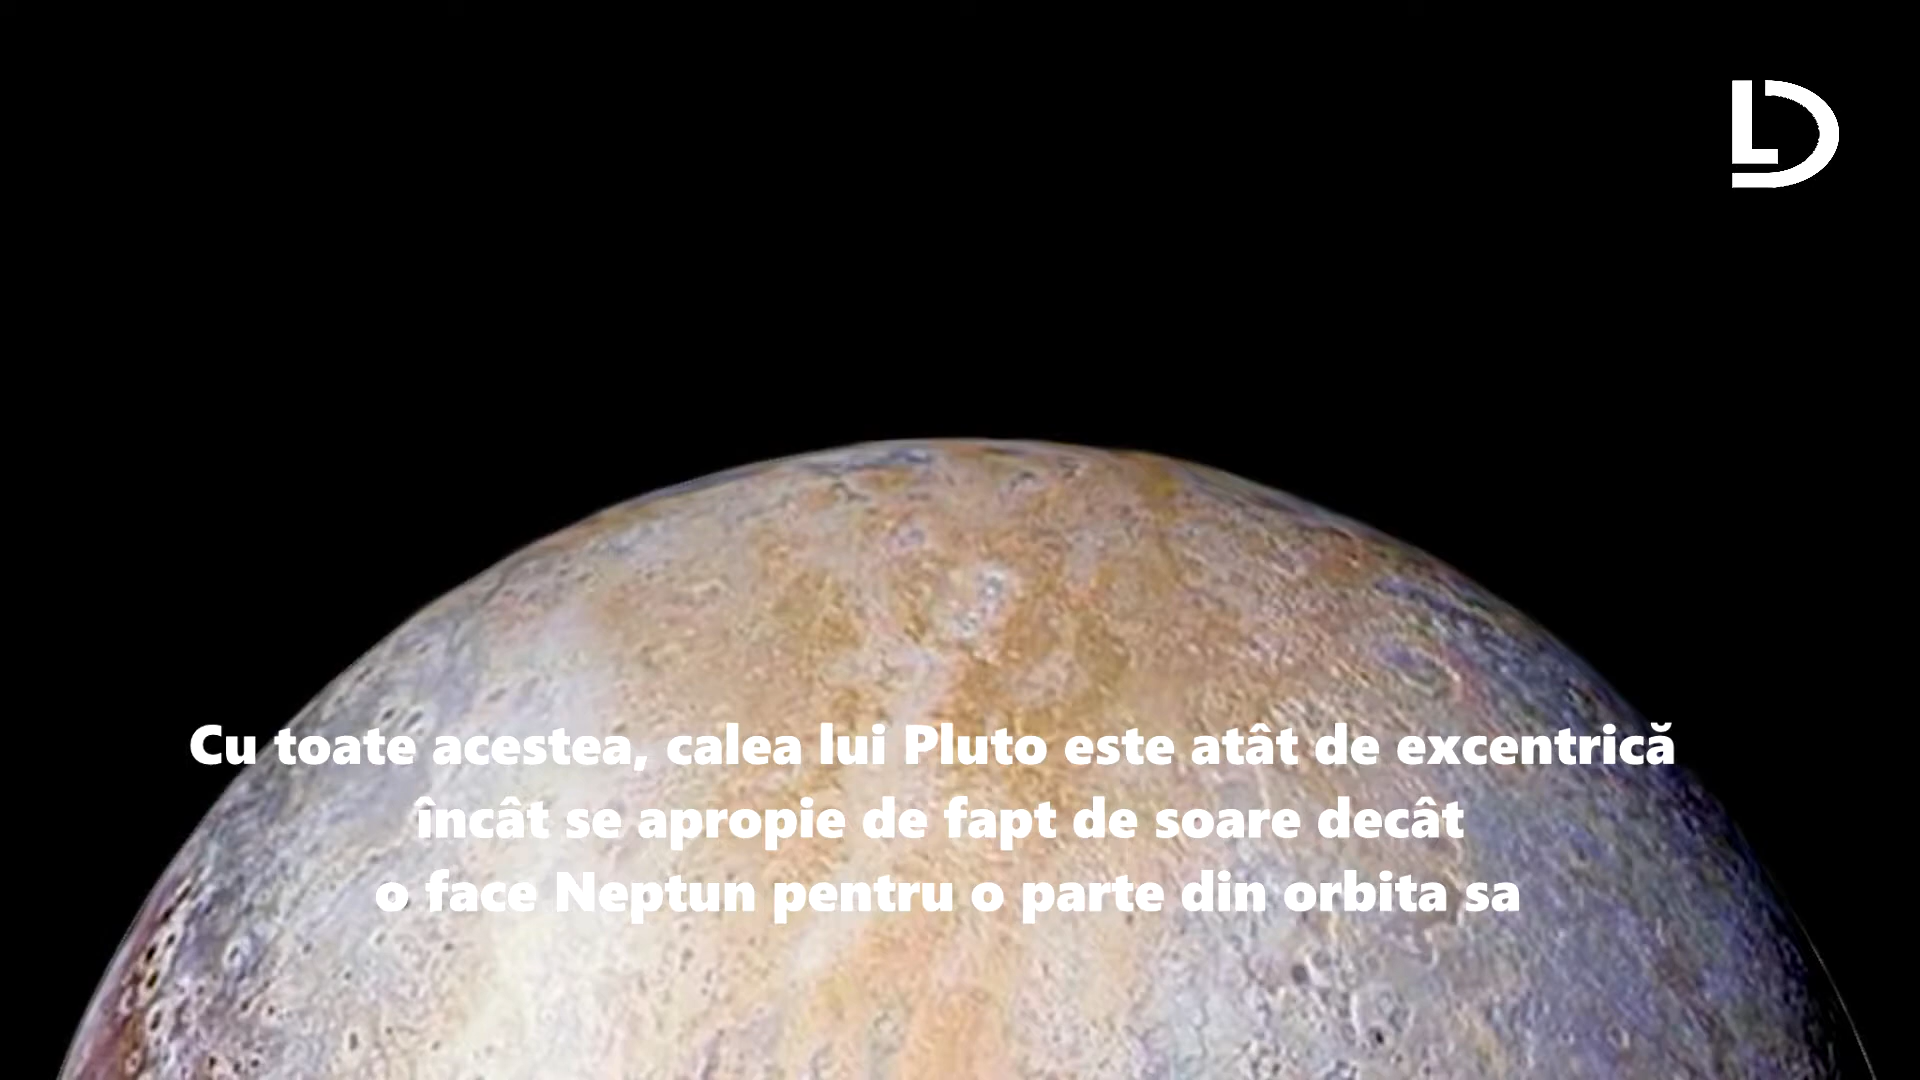 LD
Cu toate acestea, calea lui Pluto este atât de excentrică
încât se apropie de fapt de soare decât
o face Neptun pentru o parte din orbita sa